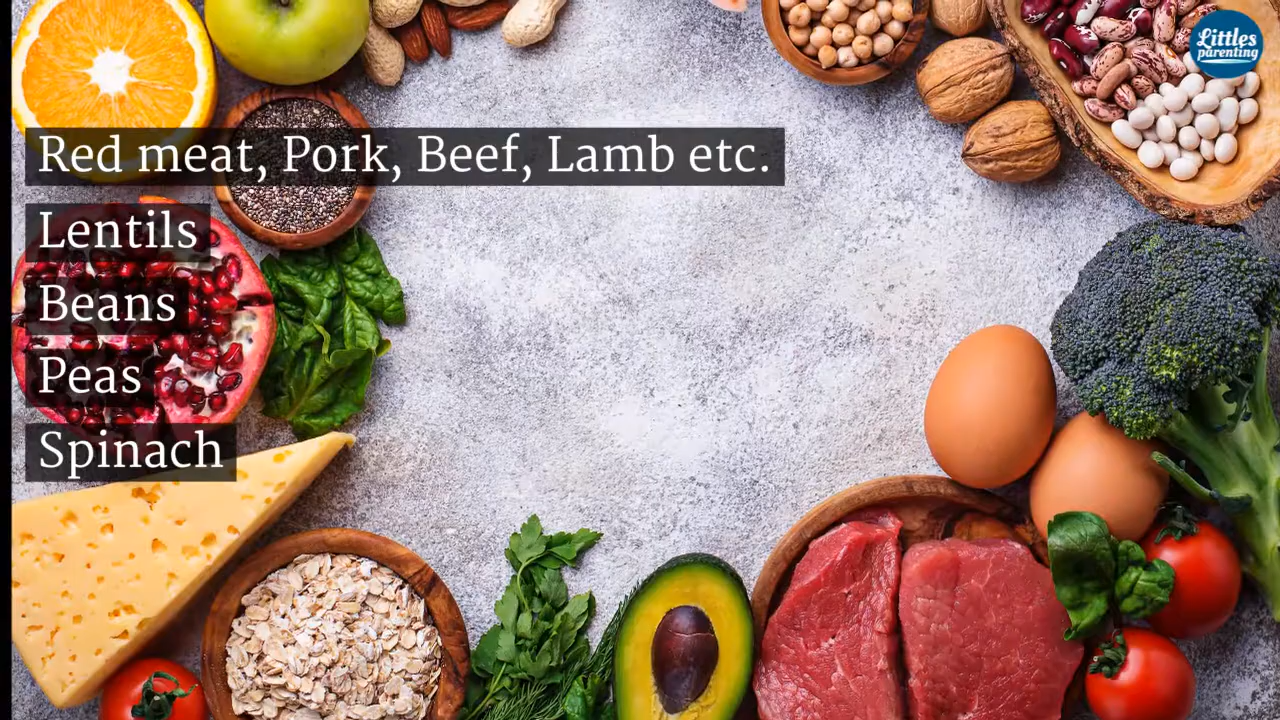 Littles
parenting
Red meat, Pork, Beef, Lamb etc.
Lentils
Beans
Peas
Spinach